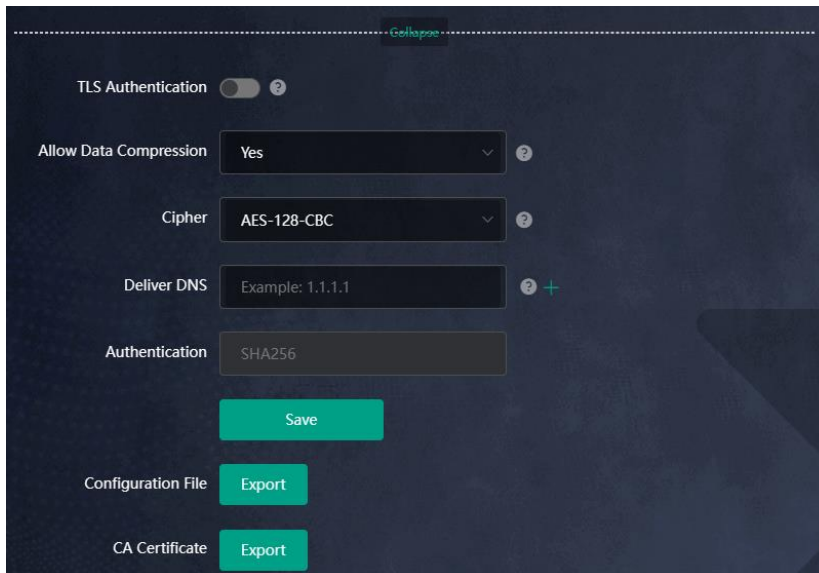 Collapse
TLS Authentication ?
Allow Data Compression Yes ?
Cipher AES-128-CBC ?
Deliver DNS Example: 1.1.1.1 ? +
Authentication SHA256
Save
Configuration File Export
CA Certificate Export